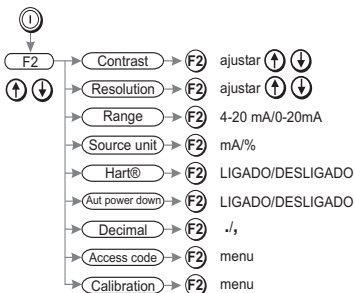 F2
Contrast F2 ajustar
Resolution F2 ajustar
Range F2 4-20 mA/0-20mA
Source unit F2 mA/%
Hart® F2 LIGADO/DESLIGADO
Aut power down F2 LIGADO/DESLIGADO
Decimal F2 ./,
Access code F2 menu
Calibration F2 menu